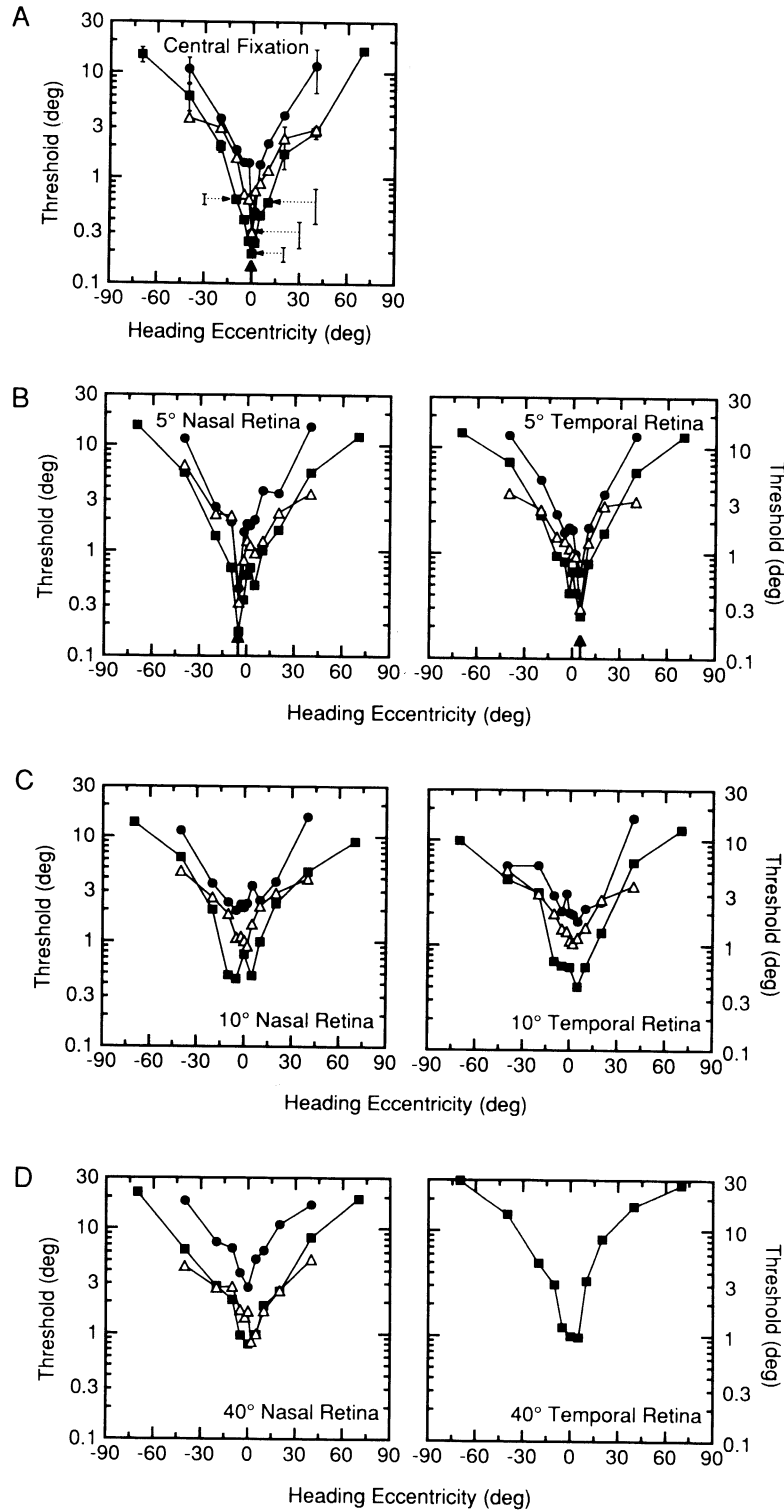 A
Central Fixation
Threshold (deg)
30
10
3
1
0.3
0.1
-90 -60 -30 0 30 60 90
Heading Eccentricity (deg)
B
5° Nasal Retina
Threshold (deg)
30
10
3
1
0.3
0.1
-90 -60 -30 0 30 60 90
5° Temporal Retina
30
10
3
1
0.3
0.1
Threshold (deg)
-90 -60 -30 0 30 60 90
Heading Eccentricity (deg)
C
Threshold (deg)
30
10
3
1
0.3
0.1
10° Nasal Retina
-90 -60 -30 0 30 60 90
30
10
3
1
0.3
0.1
Threshold (deg)
10° Temporal Retina
-90 -60 -30 0 30 60 90
Heading Eccentricity (deg)
D
Threshold (deg)
30
10
3
1
0.3
0.1
40° Nasal Retina
-90 -60 -30 0 30 60 90
30
10
3
1
0.3
0.1
Threshold (deg)
40° Temporal Retina
-90 -60 -30 0 30 60 90
Heading Eccentricity (deg)